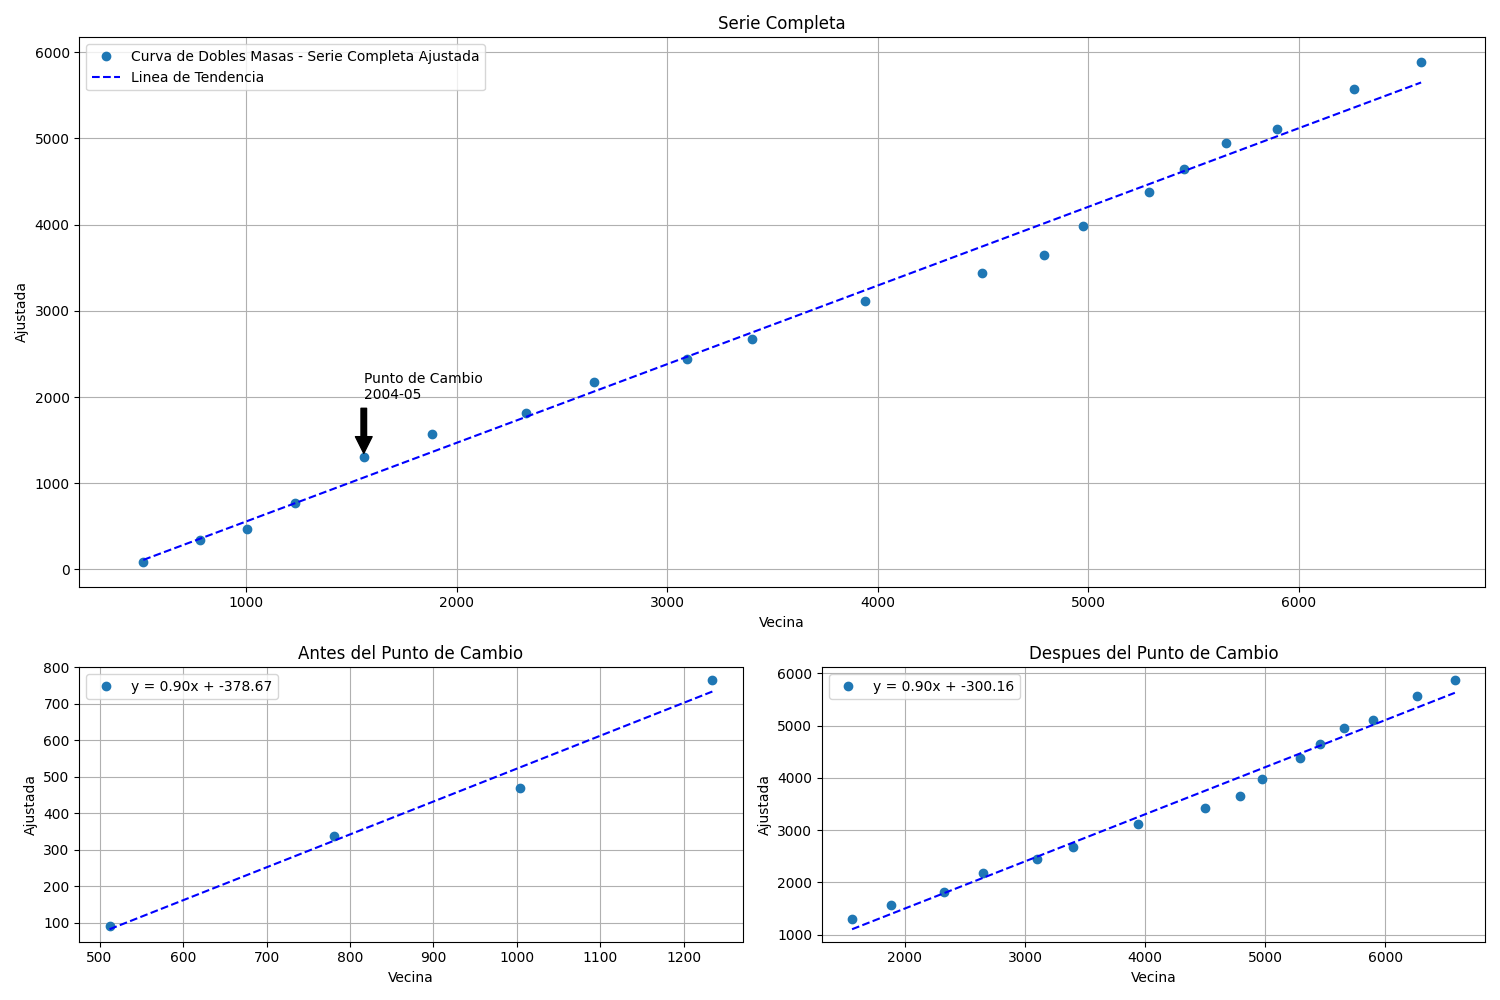 Serie Completa
Curva de Dobles Masas - Serie Completa Ajustada
Linea de Tendencia
6000
5000
4000
3000
2000
1000
0
Ajustada
Punto de Cambio
2004-05
1000 2000 3000 4000 5000 6000
Vecina
Antes del Punto de Cambio
y = 0.90x + -378.67
800
700
600
500
400
300
200
100
Ajustada
500 600 700 800 900 1000 1100 1200
Vecina
Despues del Punto de Cambio
y = 0.90x + -300.16
6000
5000
4000
3000
2000
1000
Ajustada
2000 3000 4000 5000 6000
Vecina